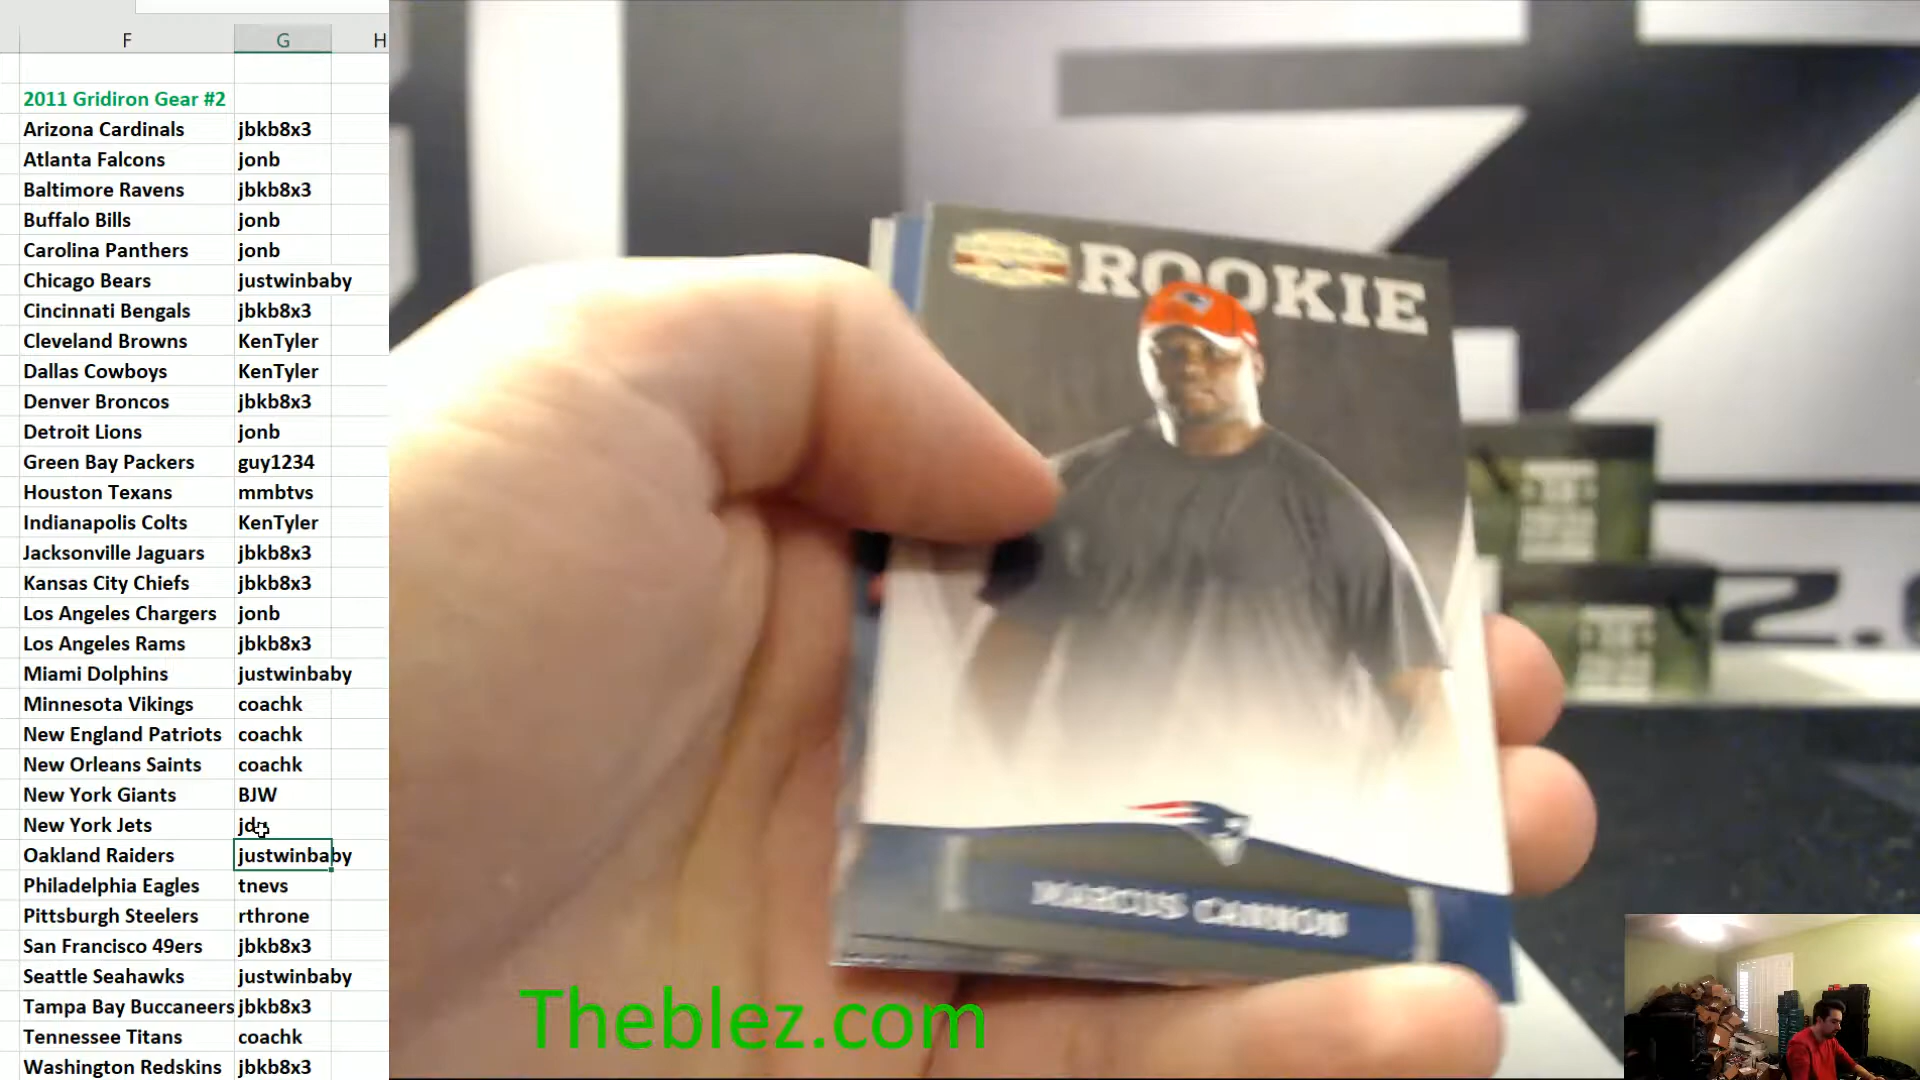 F G H
2011 Gridiron Gear #2
Arizona Cardinals jbkb8x3
Atlanta Falcons jonb
Baltimore Ravens jbkb8x3
Buffalo Bills jonb
Carolina Panthers jonb
Chicago Bears justwinbaby
Cincinnati Bengals jbkb8x3
Cleveland Browns KenTyler
Dallas Cowboys KenTyler
Denver Broncos jbkb8x3
Detroit Lions jonb
Green Bay Packers guy1234
Houston Texans mmbtvs
Indianapolis Colts KenTyler
Jacksonville Jaguars jbkb8x3
Kansas City Chiefs jbkb8x3
Los Angeles Chargers jonb
Los Angeles Rams jbkb8x3
Miami Dolphins justwinbaby
Minnesota Vikings coachk
New England Patriots coachk
New Orleans Saints coachk
New York Giants BJW
New York Jets
Oakland Raiders justwinbaby
Philadelphia Eagles tnevs
Pittsburgh Steelers rthrone
San Francisco 49ers jbkb8x3
Seattle Seahawks justwinbaby
Tampa Bay Buccaneers jbkb8x3
Tennessee Titans coachk
Washington Redskins jbkb8x3
ROOKIE
MARCUS CANNON
Theblez.com